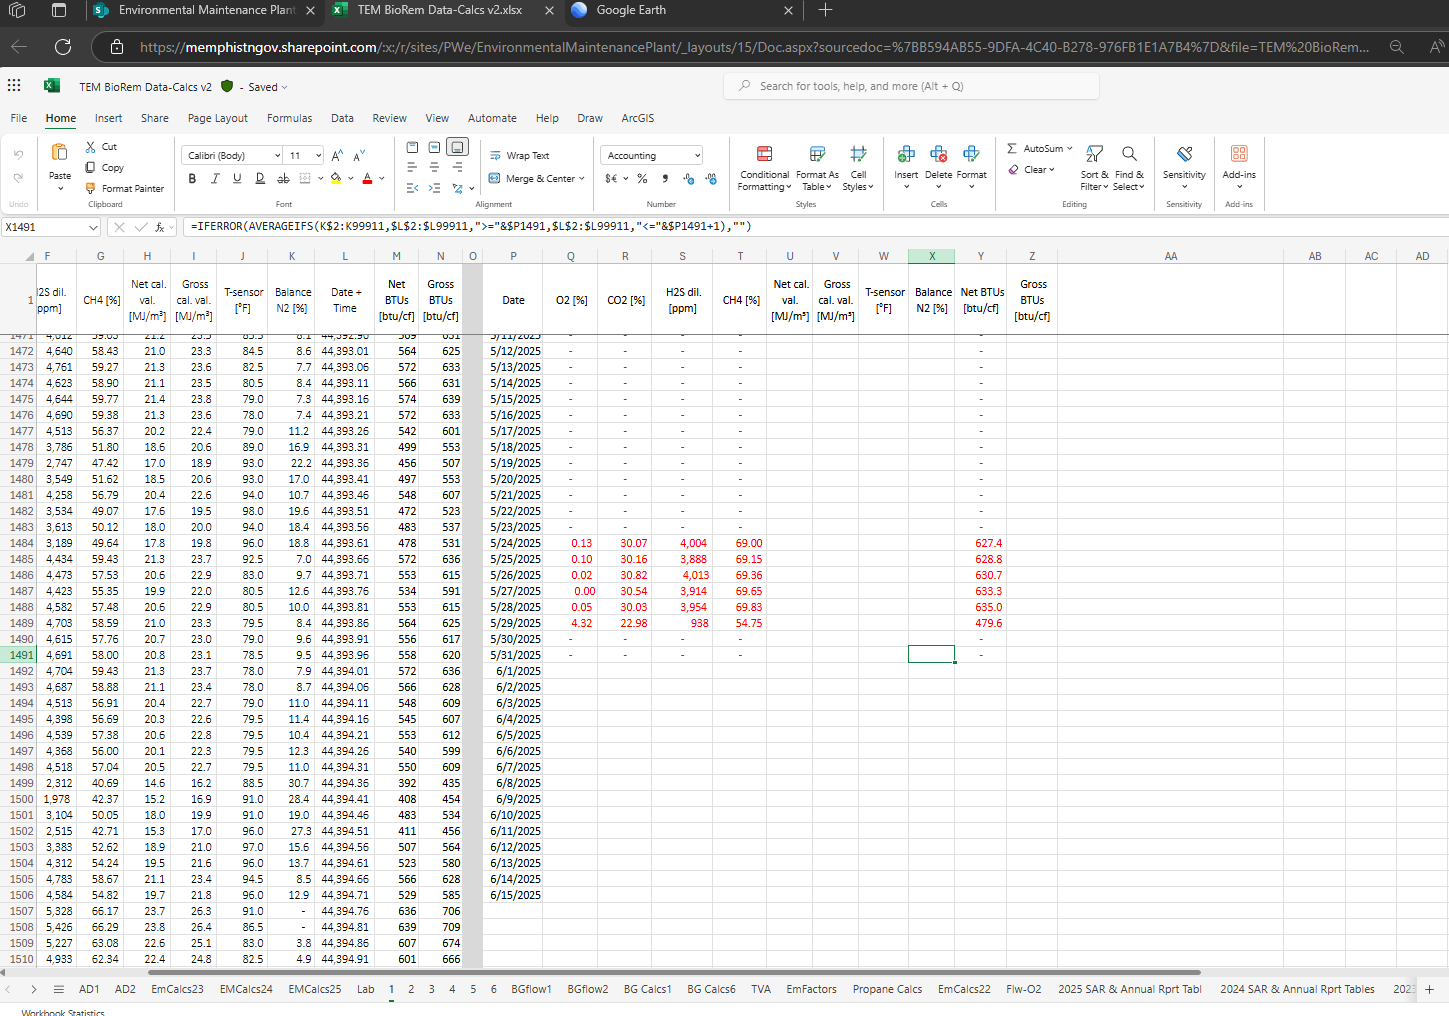 Environmental Maintenance Plant
TEM BioRem Data-Calcs v2.xlsx
Google Earth
https://memphistngov.sharepoint.com/:x:/r/sites/PWe/EnvironmentalMaintenancePlant/_layouts/15/Doc.aspx?sourcedoc=%7BB594AB55-9DFA-4C40-B278-976FB1E1A7B4%7D&file=TEM%20BioRem...
TEM BioRem Data-Calcs v2 - Saved
Search for tools, help, and more (Alt + Q)
File Home Insert Share Page Layout Formulas Data Review View Automate Help Draw ArcGIS
Paste Cut Copy Format Painter
Calibri (Body) 11
Wrap Text
Merge & Center
Accounting
Conditional Formatting Format As Table Cell Styles
Insert Delete Format
AutoSum Clear
Sort & Filter Find & Select
Sensitivity Add-ins
Undo Clipboard Font Alignment Number Styles Cells Editing Sensitivity Add-ins
X1491 =IFERROR(AVERAGEIFS(K$2:K99911,$L$2:$L99911,">="&$P1491,$L$2:$L99911,"<="&$P1491+1),"")
F G H I J K L M N O P Q R S T U V W X Y Z AA AB AC AD
1 I2S dil. ppm] CH4 [%] Net cal. val. [MJ/m³] Gross cal. val. [MJ/m³] T-sensor [°F] Balance N2 [%] Date + Time Net BTUs [btu/cf] Gross BTUs [btu/cf] Date O2 [%] CO2 [%] H2S dil. [ppm] CH4 [%] Net cal. val. [MJ/m³] Gross cal. val. [MJ/m³] T-sensor [°F] Balance N2 [%] Net BTUs [btu/cf] Gross BTUs [btu/cf]
1471 4,612 59.03 21.2 23.5 85.5 8.1 44,392.96 569 631 5/11/2025 - - - - -
1472 4,640 58.43 21.0 23.3 84.5 8.6 44,393.01 564 625 5/12/2025 - - - - -
1473 4,761 59.27 21.3 23.6 82.5 7.7 44,393.06 572 633 5/13/2025 - - - - -
1474 4,623 58.90 21.1 23.5 80.5 8.4 44,393.11 566 631 5/14/2025 - - - - -
1475 4,644 59.77 21.4 23.8 79.0 7.3 44,393.16 574 639 5/15/2025 - - - - -
1476 4,690 59.38 21.3 23.6 78.0 7.4 44,393.21 572 633 5/16/2025 - - - - -
1477 4,513 56.37 20.2 22.4 79.0 11.2 44,393.26 542 601 5/17/2025 - - - - -
1478 3,786 51.80 18.6 20.6 89.0 16.9 44,393.31 499 553 5/18/2025 - - - - -
1479 2,747 47.42 17.0 18.9 93.0 22.2 44,393.36 456 507 5/19/2025 - - - - -
1480 3,549 51.62 18.5 20.6 93.0 17.0 44,393.41 497 553 5/20/2025 - - - - -
1481 4,258 56.79 20.4 22.6 94.0 10.7 44,393.46 548 607 5/21/2025 - - - - -
1482 3,534 49.07 17.6 19.5 98.0 19.6 44,393.51 472 523 5/22/2025 - - - - -
1483 3,613 50.12 18.0 20.0 94.0 18.4 44,393.56 483 537 5/23/2025 - - - - -
1484 3,189 49.64 17.8 19.8 96.0 18.8 44,393.61 478 531 5/24/2025 0.13 30.07 4,004 69.00 627.4
1485 4,434 59.43 21.3 23.7 92.5 7.0 44,393.66 572 636 5/25/2025 0.10 30.16 3,888 69.15 628.8
1486 4,473 57.53 20.6 22.9 83.0 9.7 44,393.71 553 615 5/26/2025 0.02 30.82 4,013 69.36 630.7
1487 4,423 55.35 19.9 22.0 80.5 12.6 44,393.76 534 591 5/27/2025 0.00 30.54 3,914 69.65 633.3
1488 4,582 57.48 20.6 22.9 80.5 10.0 44,393.81 553 615 5/28/2025 0.05 30.03 3,954 69.83 635.0
1489 4,703 58.59 21.0 23.3 79.5 8.4 44,393.86 564 625 5/29/2025 4.32 22.98 938 54.75 479.6
1490 4,615 57.76 20.7 23.0 79.0 9.6 44,393.91 556 617 5/30/2025 - - - - -
1491 4,691 58.00 20.8 23.1 78.5 9.5 44,393.96 558 620 5/31/2025 - - - - -
1492 4,704 59.43 21.3 23.7 78.0 7.9 44,394.01 572 636 6/1/2025
1493 4,687 58.88 21.1 23.4 78.0 8.7 44,394.06 566 628 6/2/2025
1494 4,513 56.91 20.4 22.7 79.0 11.0 44,394.11 548 609 6/3/2025
1495 4,398 56.69 20.3 22.6 79.5 11.4 44,394.16 545 607 6/4/2025
1496 4,539 57.38 20.6 22.8 79.5 10.4 44,394.21 553 612 6/5/2025
1497 4,368 56.00 20.1 22.3 79.5 12.3 44,394.26 540 599 6/6/2025
1498 4,518 57.04 20.5 22.7 79.5 11.0 44,394.31 550 609 6/7/2025
1499 2,312 40.69 14.6 16.2 88.5 30.7 44,394.36 392 435 6/8/2025
1500 1,978 42.37 15.2 16.9 91.0 28.4 44,394.41 408 454 6/9/2025
1501 3,104 50.05 18.0 19.9 91.0 19.0 44,394.46 483 534 6/10/2025
1502 2,515 42.71 15.3 17.0 96.0 27.3 44,394.51 411 456 6/11/2025
1503 3,383 52.62 18.9 21.0 97.0 15.6 44,394.56 507 564 6/12/2025
1504 4,312 54.24 19.5 21.6 96.0 13.7 44,394.61 523 580 6/13/2025
1505 4,783 58.67 21.1 23.4 94.5 8.5 44,394.66 566 628 6/14/2025
1506 4,584 54.82 19.7 21.8 96.0 12.9 44,394.71 529 585 6/15/2025
1507 5,328 66.17 23.7 26.3 91.0 - 44,394.76 636 706
1508 5,426 66.29 23.8 26.4 86.5 - 44,394.81 639 709
1509 5,227 63.08 22.6 25.1 83.0 3.8 44,394.86 607 674
1510 4,933 62.34 22.4 24.8 82.5 4.9 44,394.91 601 666
AD1 AD2 EmCalcs23 EMCalcs24 EMCalcs25 Lab 1 2 3 4 5 6 BGflow1 BGflow2 BG Calcs1 BG Calcs6 TVA EmFactors Propane Calcs EmCalcs22 Flw-O2 2025 SAR & Annual Rprt Tabl 2024 SAR & Annual Rprt Tables 202
Workbook Statistics